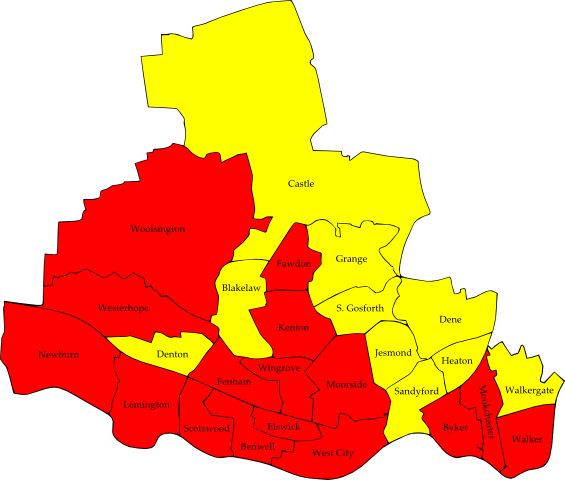 Castle
Woolsington
Grange
Fawdon
Blakelaw
Westerhope
S. Gosforth
Dene
Kenton
Newburn
Denton
Jesmond
Heaton
Wingrove
Fenham
Moorside
Sandyford
Walkergate
Lemington
Monkchester
Scotswood
Elswick
Byker
Walker
Benwell
West City